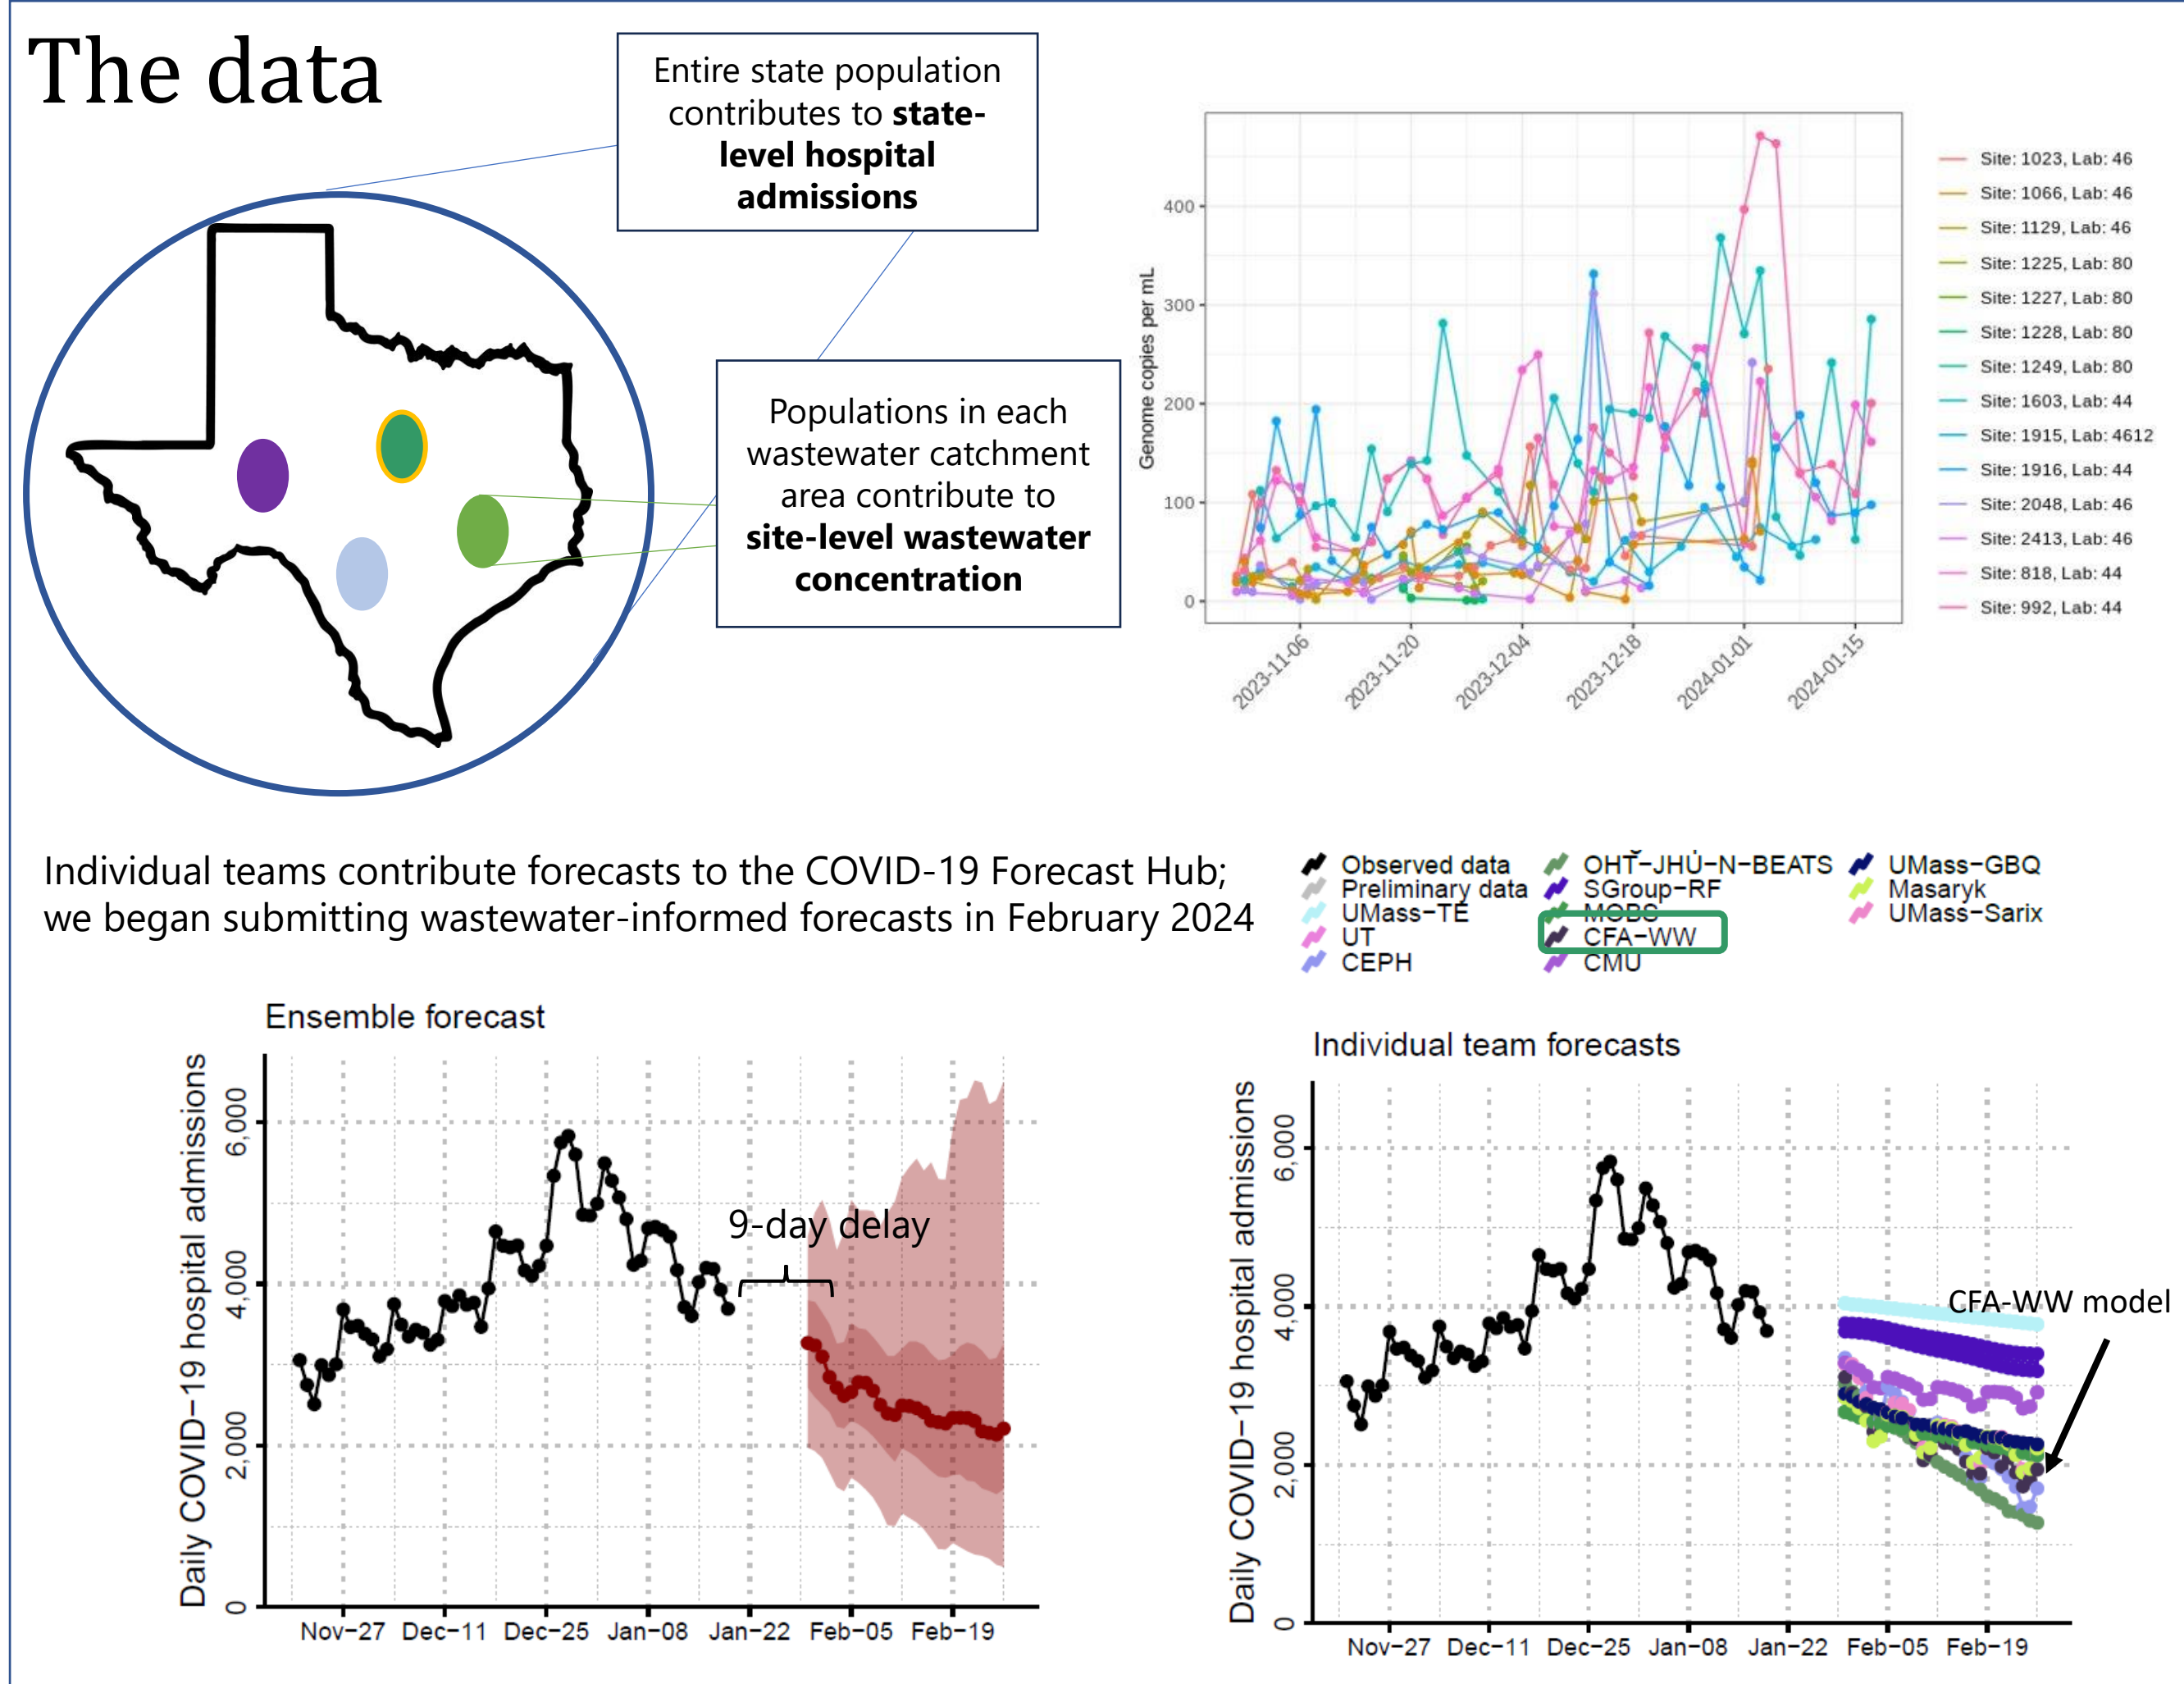 The data
Entire state population
contributes to state-
level hospital
admissions
Populations in each
wastewater catchment
area contribute to
site-level wastewater
concentration
Genome copies per mL
400
300
200
100
0
2023-11-06
2023-11-20
2023-12-04
2023-12-18
2024-01-01
2024-01-15
Site: 1023, Lab: 46
Site: 1066, Lab: 46
Site: 1129, Lab: 46
Site: 1225, Lab: 80
Site: 1227, Lab: 80
Site: 1228, Lab: 80
Site: 1249, Lab: 80
Site: 1603, Lab: 44
Site: 1915, Lab: 4612
Site: 1916, Lab: 44
Site: 2048, Lab: 46
Site: 2413, Lab: 46
Site: 818, Lab: 44
Site: 992, Lab: 44
Individual teams contribute forecasts to the COVID-19 Forecast Hub;
we began submitting wastewater-informed forecasts in February 2024
Observed data
Preliminary data
UMass−TE
UT
CEPH
OHT−JHU−N−BEATS
SGroup−RF
MOBS
CFA−WW
CMU
UMass−GBQ
Masaryk
UMass−Sarix
Ensemble forecast
Daily COVID−19 hospital admissions
6,000
4,000
2,000
0
9-day delay
Nov−27
Dec−11
Dec−25
Jan−08
Jan−22
Feb−05
Feb−19
Individual team forecasts
Daily COVID−19 hospital admissions
6,000
4,000
2,000
0
CFA-WW model
Nov−27
Dec−11
Dec−25
Jan−08
Jan−22
Feb−05
Feb−19